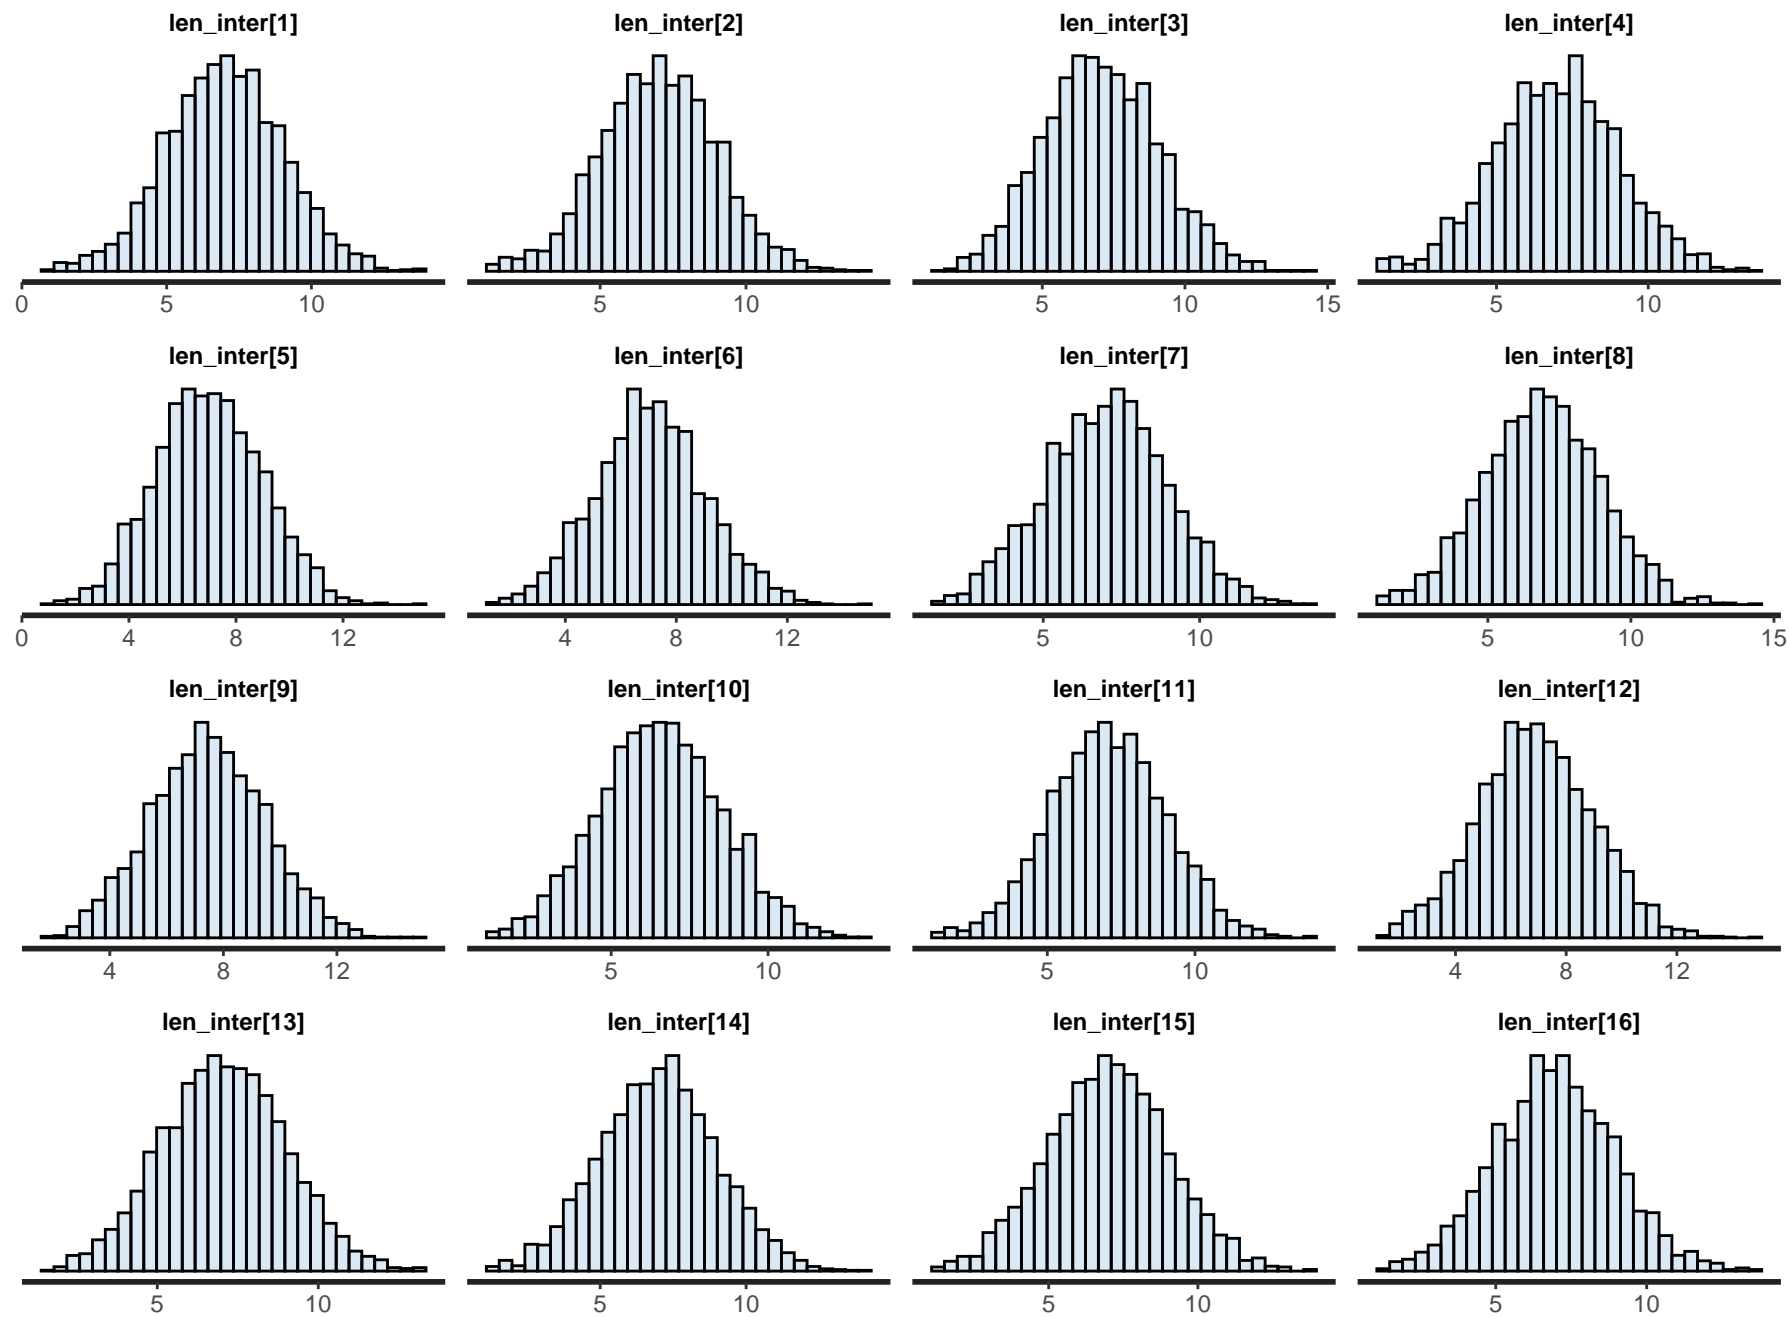 len_inter[1] len_inter[2] len_inter[3] len_inter[4]
0 5 10 5 10 5 10 15 5 10
len_inter[5] len_inter[6] len_inter[7] len_inter[8]
0 4 8 12 4 8 12 5 10 5 10 15
len_inter[9] len_inter[10] len_inter[11] len_inter[12]
4 8 12 5 10 5 10 4 8 12
len_inter[13] len_inter[14] len_inter[15] len_inter[16]
5 10 5 10 5 10 5 10